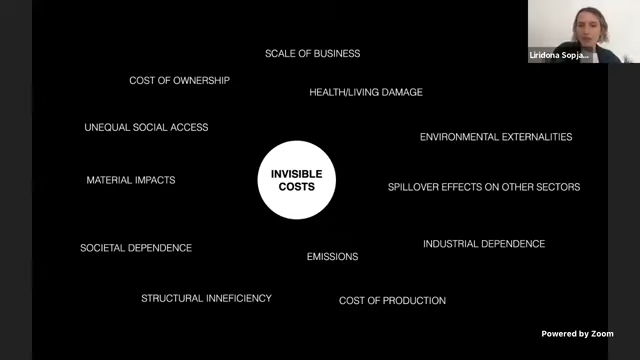 SCALE OF BUSINESS
Liridona Sopja...
COST OF OWNERSHIP
HEALTH/LIVING DAMAGE
UNEQUAL SOCIAL ACCESS
ENVIRONMENTAL EXTERNALITIES
INVISIBLE
COSTS
MATERIAL IMPACTS
SPILLOVER EFFECTS ON OTHER SECTORS
SOCIETAL DEPENDENCE
INDUSTRIAL DEPENDENCE
EMISSIONS
STRUCTURAL INNEFICIENCY
COST OF PRODUCTION
Powered by Zoom